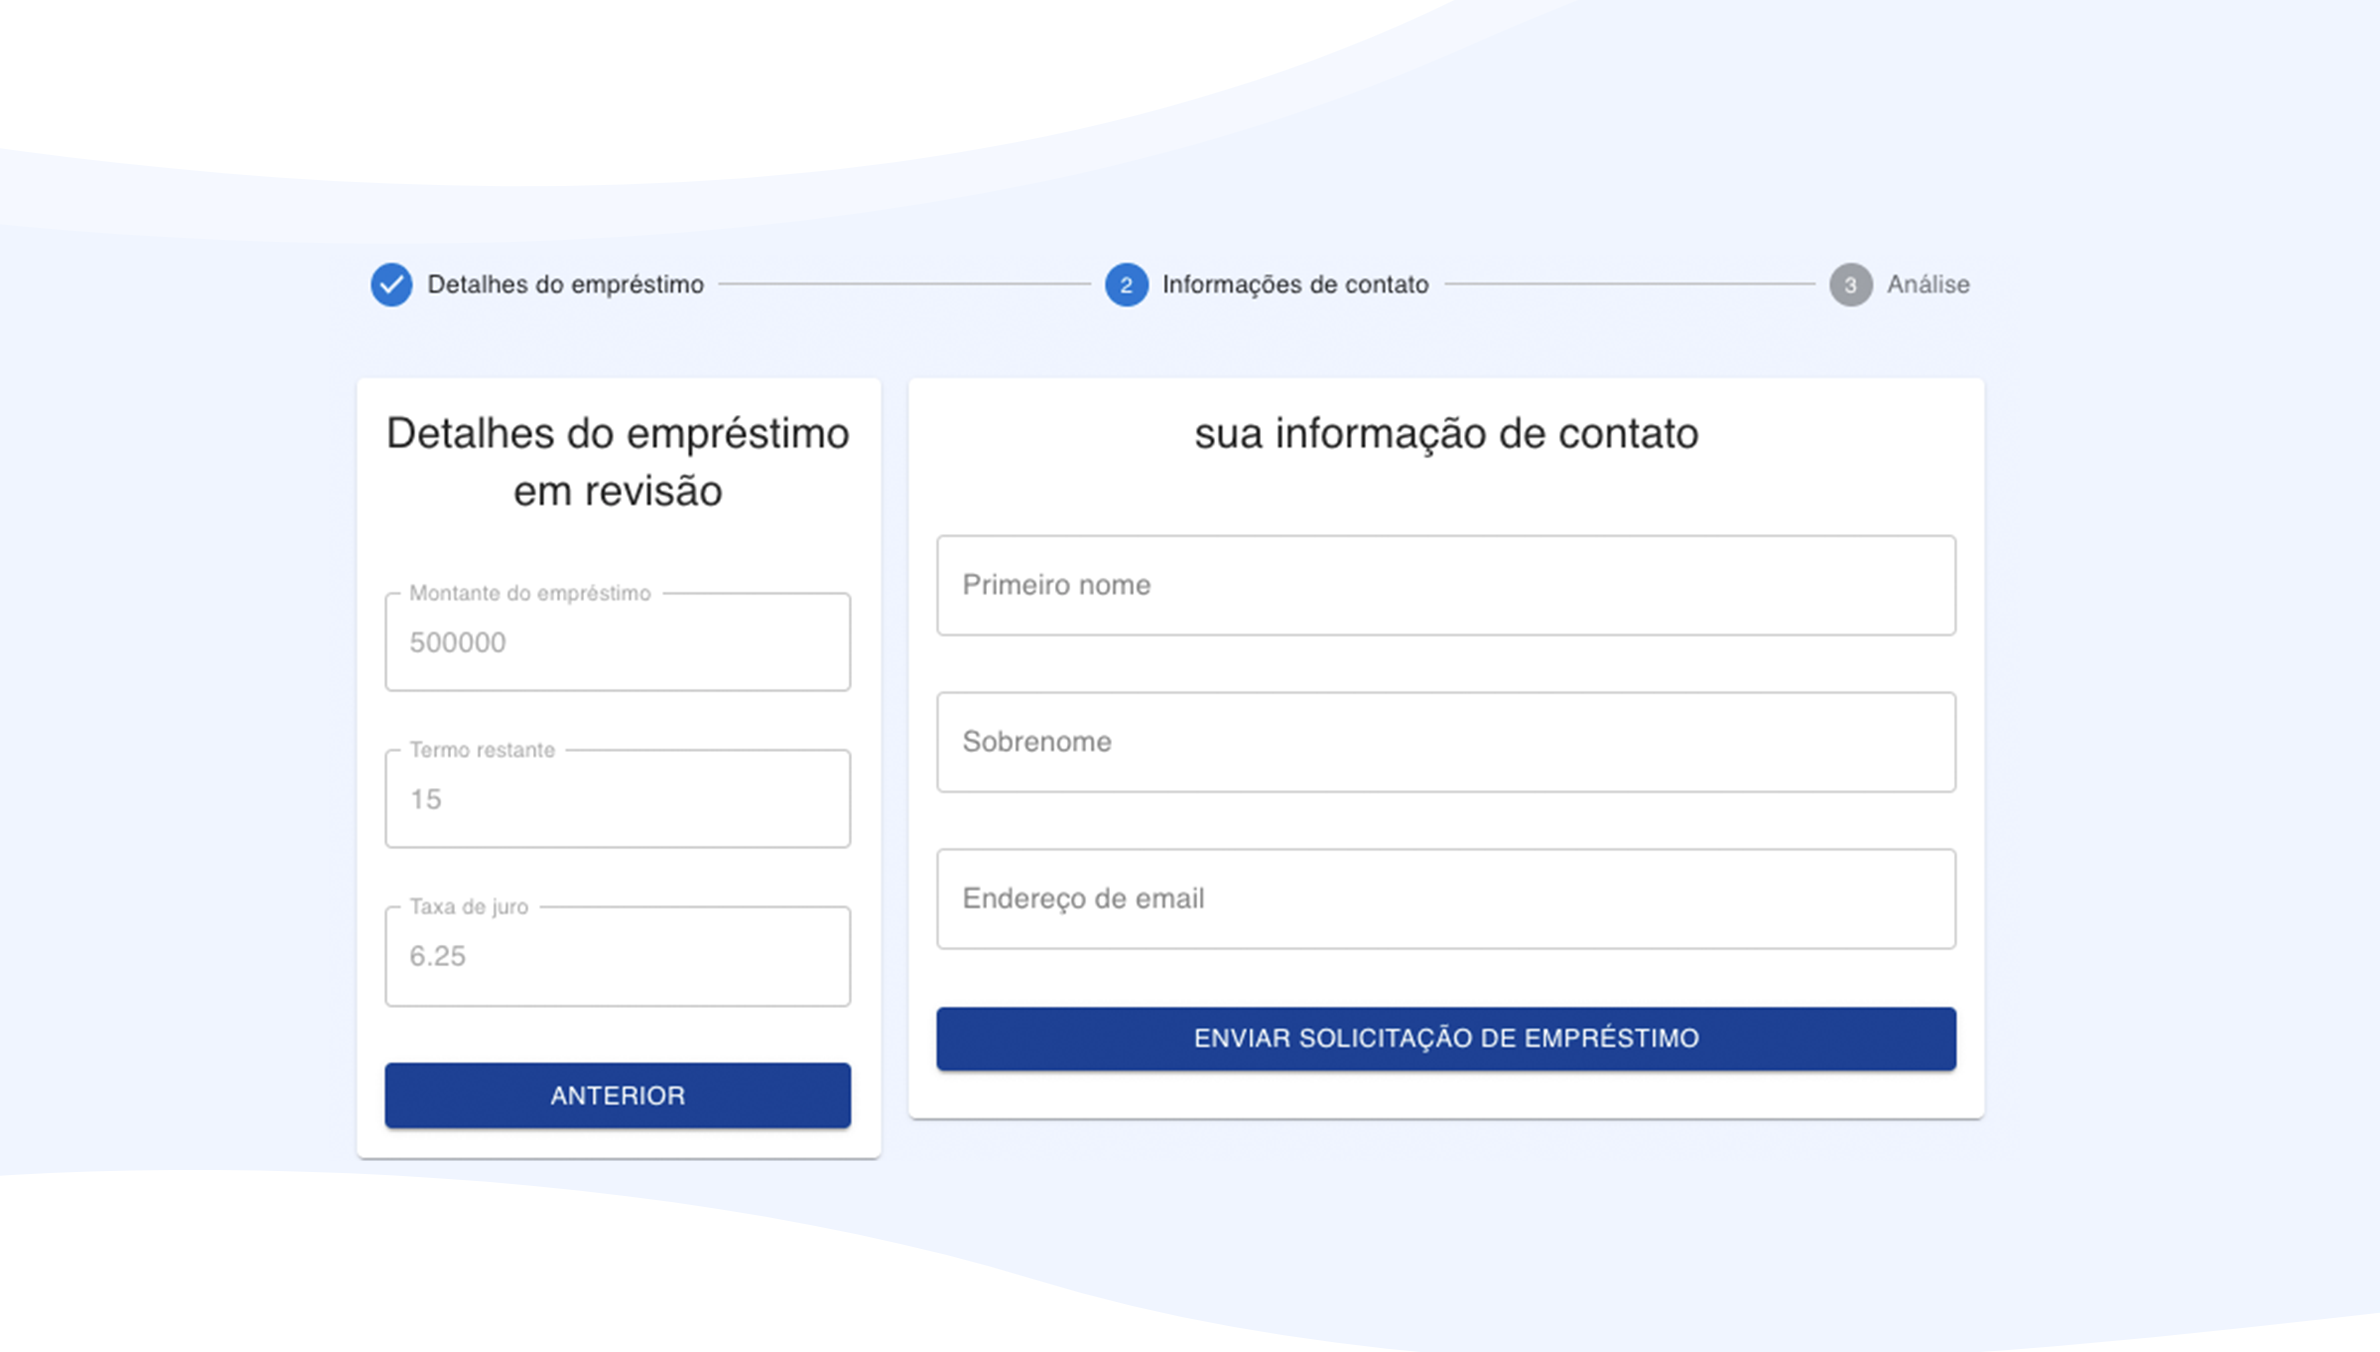 Detalhes do empréstimo
2
Informações de contato
3
Análise
Detalhes do empréstimo
em revisão
Montante do empréstimo
500000
Termo restante
15
Taxa de juro
6.25
ANTERIOR
sua informação de contato
Primeiro nome
Sobrenome
Endereço de email
ENVIAR SOLICITAÇÃO DE EMPRÉSTIMO